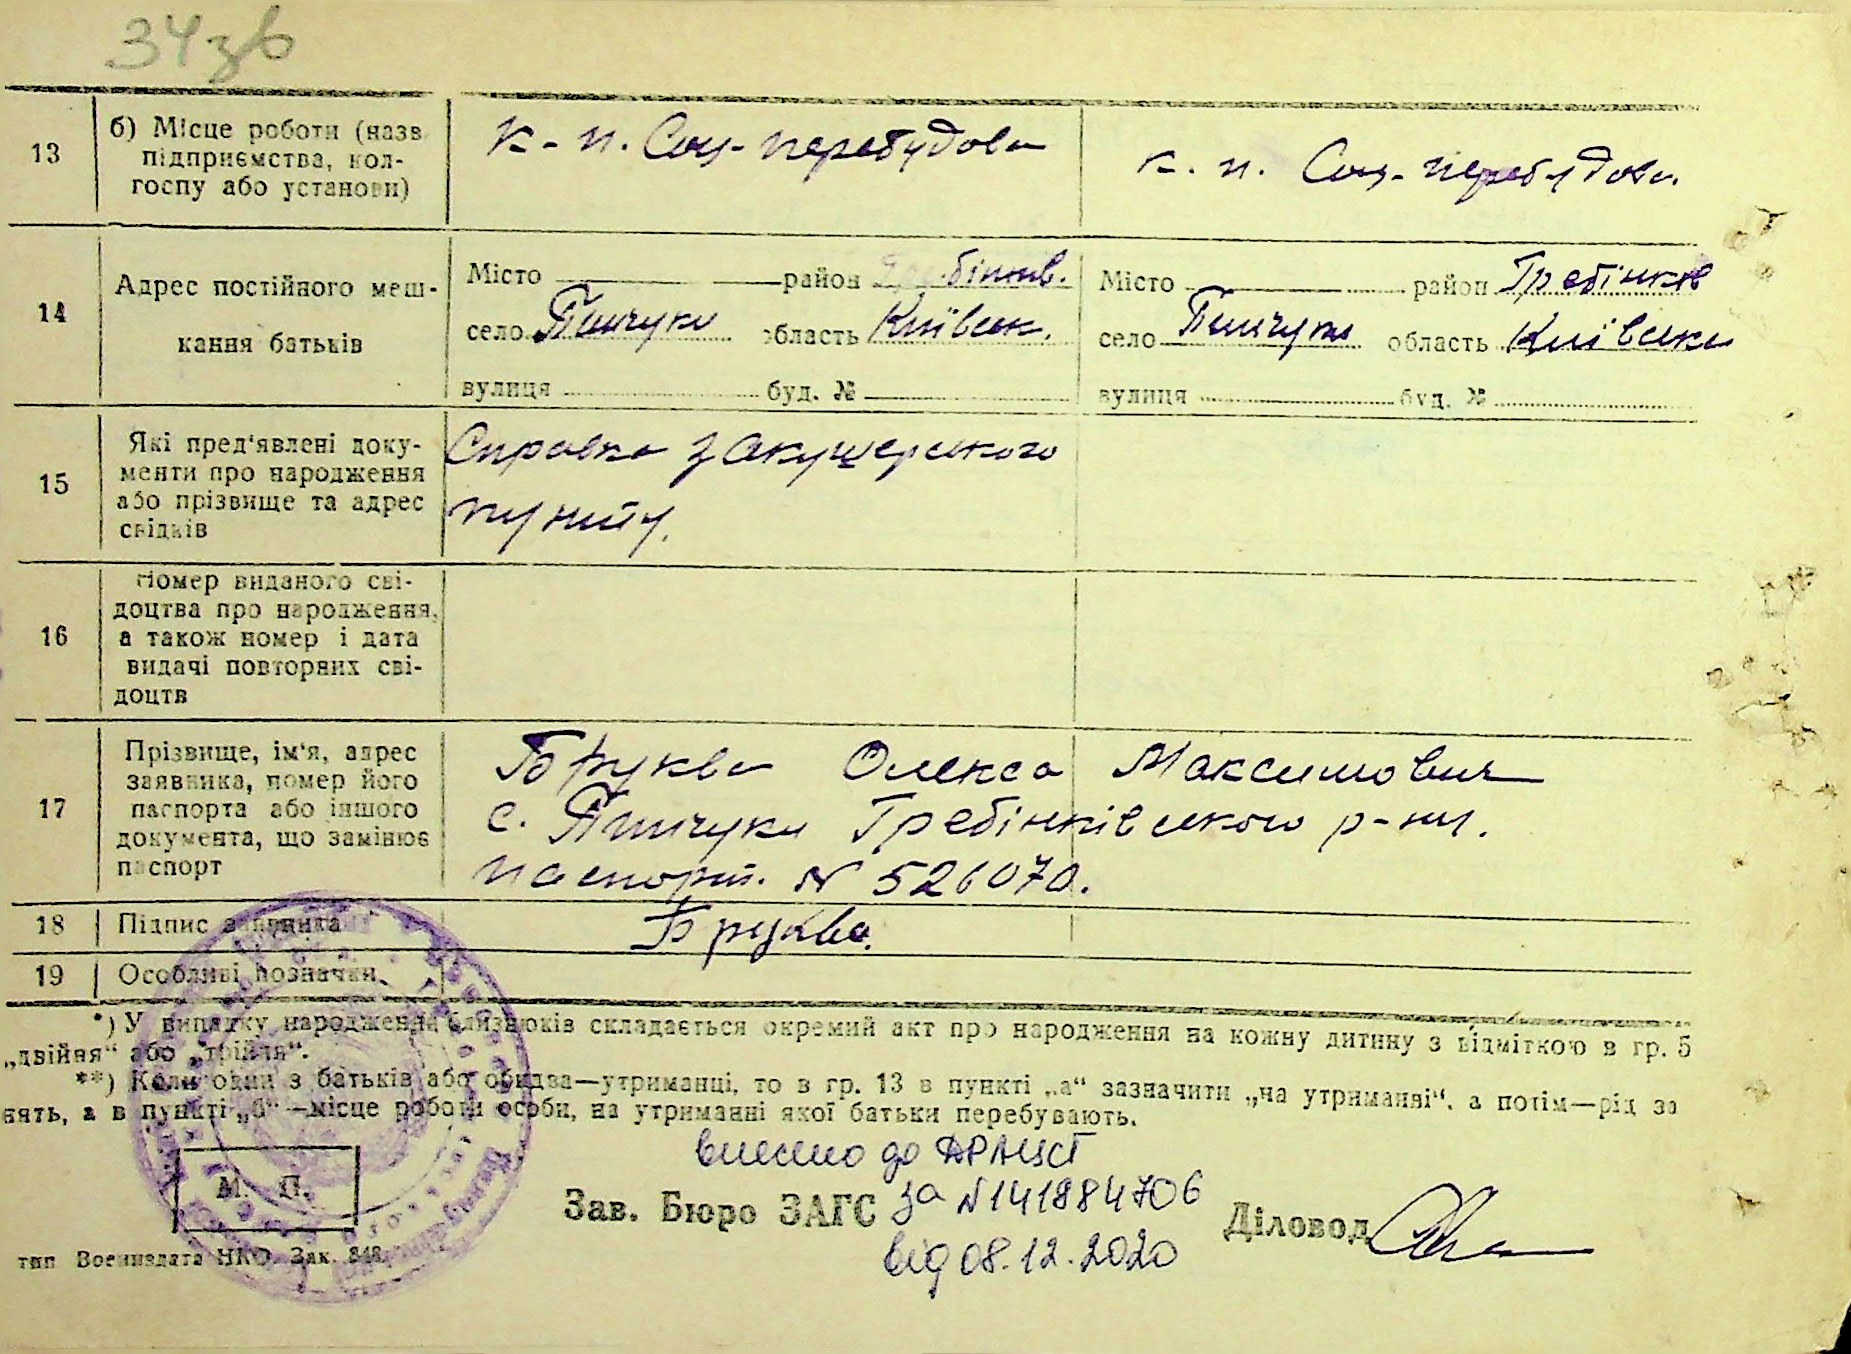 34зв
13 б) Місце роботи (назв підприємства, колгоспу або установи) К-п. Соц-перебудова к. п. Соц-перебудова.
14 Адрес постійного мешкання батьків
Місто район Гребінків. Місто район Гребінків
село Пинчуки область Київськ. село Пинчуки область Київська
вулиця буд. № вулиця буд. №
15 Які пред'явлені документи про народження або прізвище та адрес свідків
Справка з акушерського
пункту.
16 Номер виданого свідоцтва про народження, а також номер і дата видачі повторних свідоцтв
17 Прізвище, ім'я, адрес заявника, номер його паспорта або іншого документа, що замінює паспорт
Бруква Олекса Максимович
с. Пинчуки Гребінківського р-ну.
паспорт. № 526070.
18 Підпис заявника Бруква.
19 Особливі позначки
*) У випадку народження близнюків складається окремий акт про народження на кожну дитину з відміткою в гр. 5
„двійня“ або „трійня“.
**) Коли один з батьків або обидва—утриманці, то в гр. 13 в пункті „а“ зазначити „на утриманні“, а потім—рід за
нять, а в пункті „б“—місце роботи особи, на утриманні якої батьки перебувають.
внесено до ДРАЦСГ
М. П. Зав. Бюро ЗАГС за №141884706 Діловод
від 08.12.2020
тип Воениздата НКО. Зак. 848.